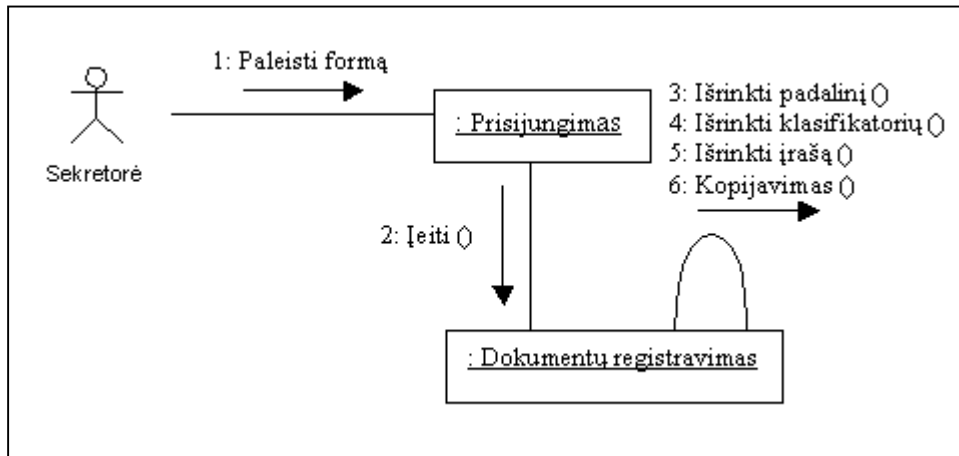 1: Paleisti formą
Sekretorė
: Prisijungimas
3: Išrinkti padalinį ()
4: Išrinkti klasifikatorių ()
5: Išrinkti įrašą ()
6: Kopijavimas ()
2: Įeiti ()
: Dokumentų registravimas